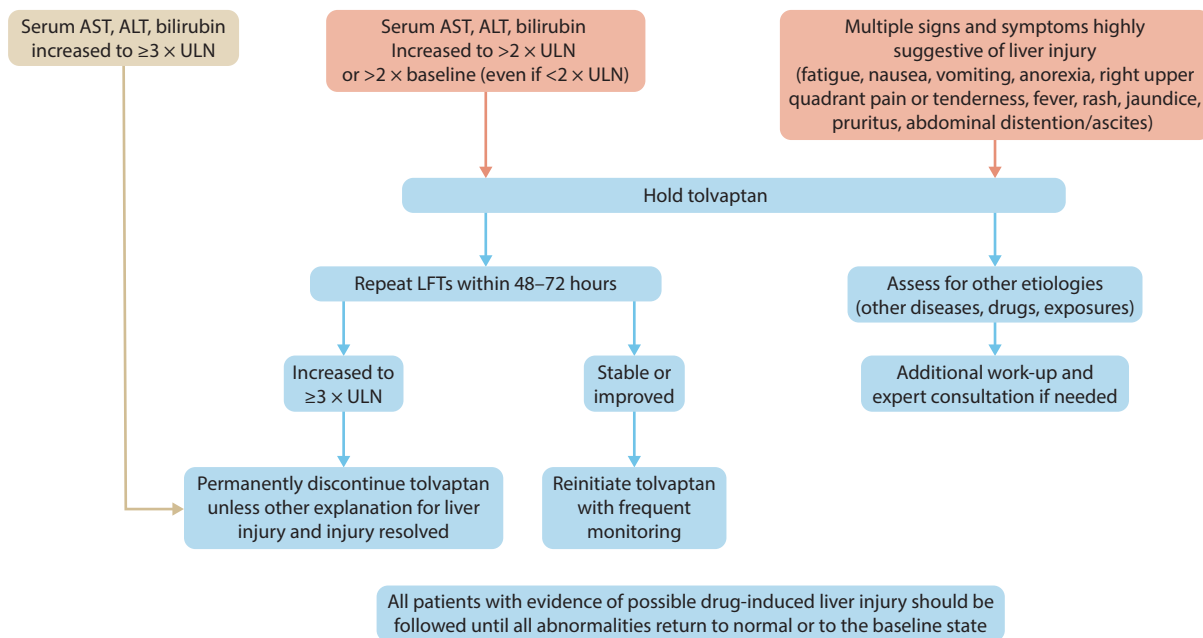 Serum AST, ALT, bilirubin
increased to ≥3 × ULN
Serum AST, ALT, bilirubin
Increased to >2 × ULN
or >2 × baseline (even if <2 × ULN)
Multiple signs and symptoms highly
suggestive of liver injury
(fatigue, nausea, vomiting, anorexia, right upper
quadrant pain or tenderness, fever, rash, jaundice,
pruritus, abdominal distention/ascites)
Hold tolvaptan
Repeat LFTs within 48–72 hours
Assess for other etiologies
(other diseases, drugs, exposures)
Increased to
≥3 × ULN
Stable or
improved
Additional work-up and
expert consultation if needed
Permanently discontinue tolvaptan
unless other explanation for liver
injury and injury resolved
Reinitiate tolvaptan
with frequent
monitoring
All patients with evidence of possible drug-induced liver injury should be
followed until all abnormalities return to normal or to the baseline state